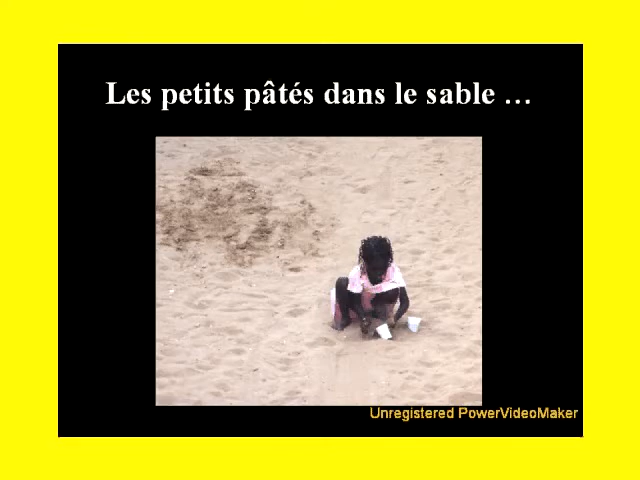 Les petits pâtés dans le sable …
Unregistered PowerVideoMaker